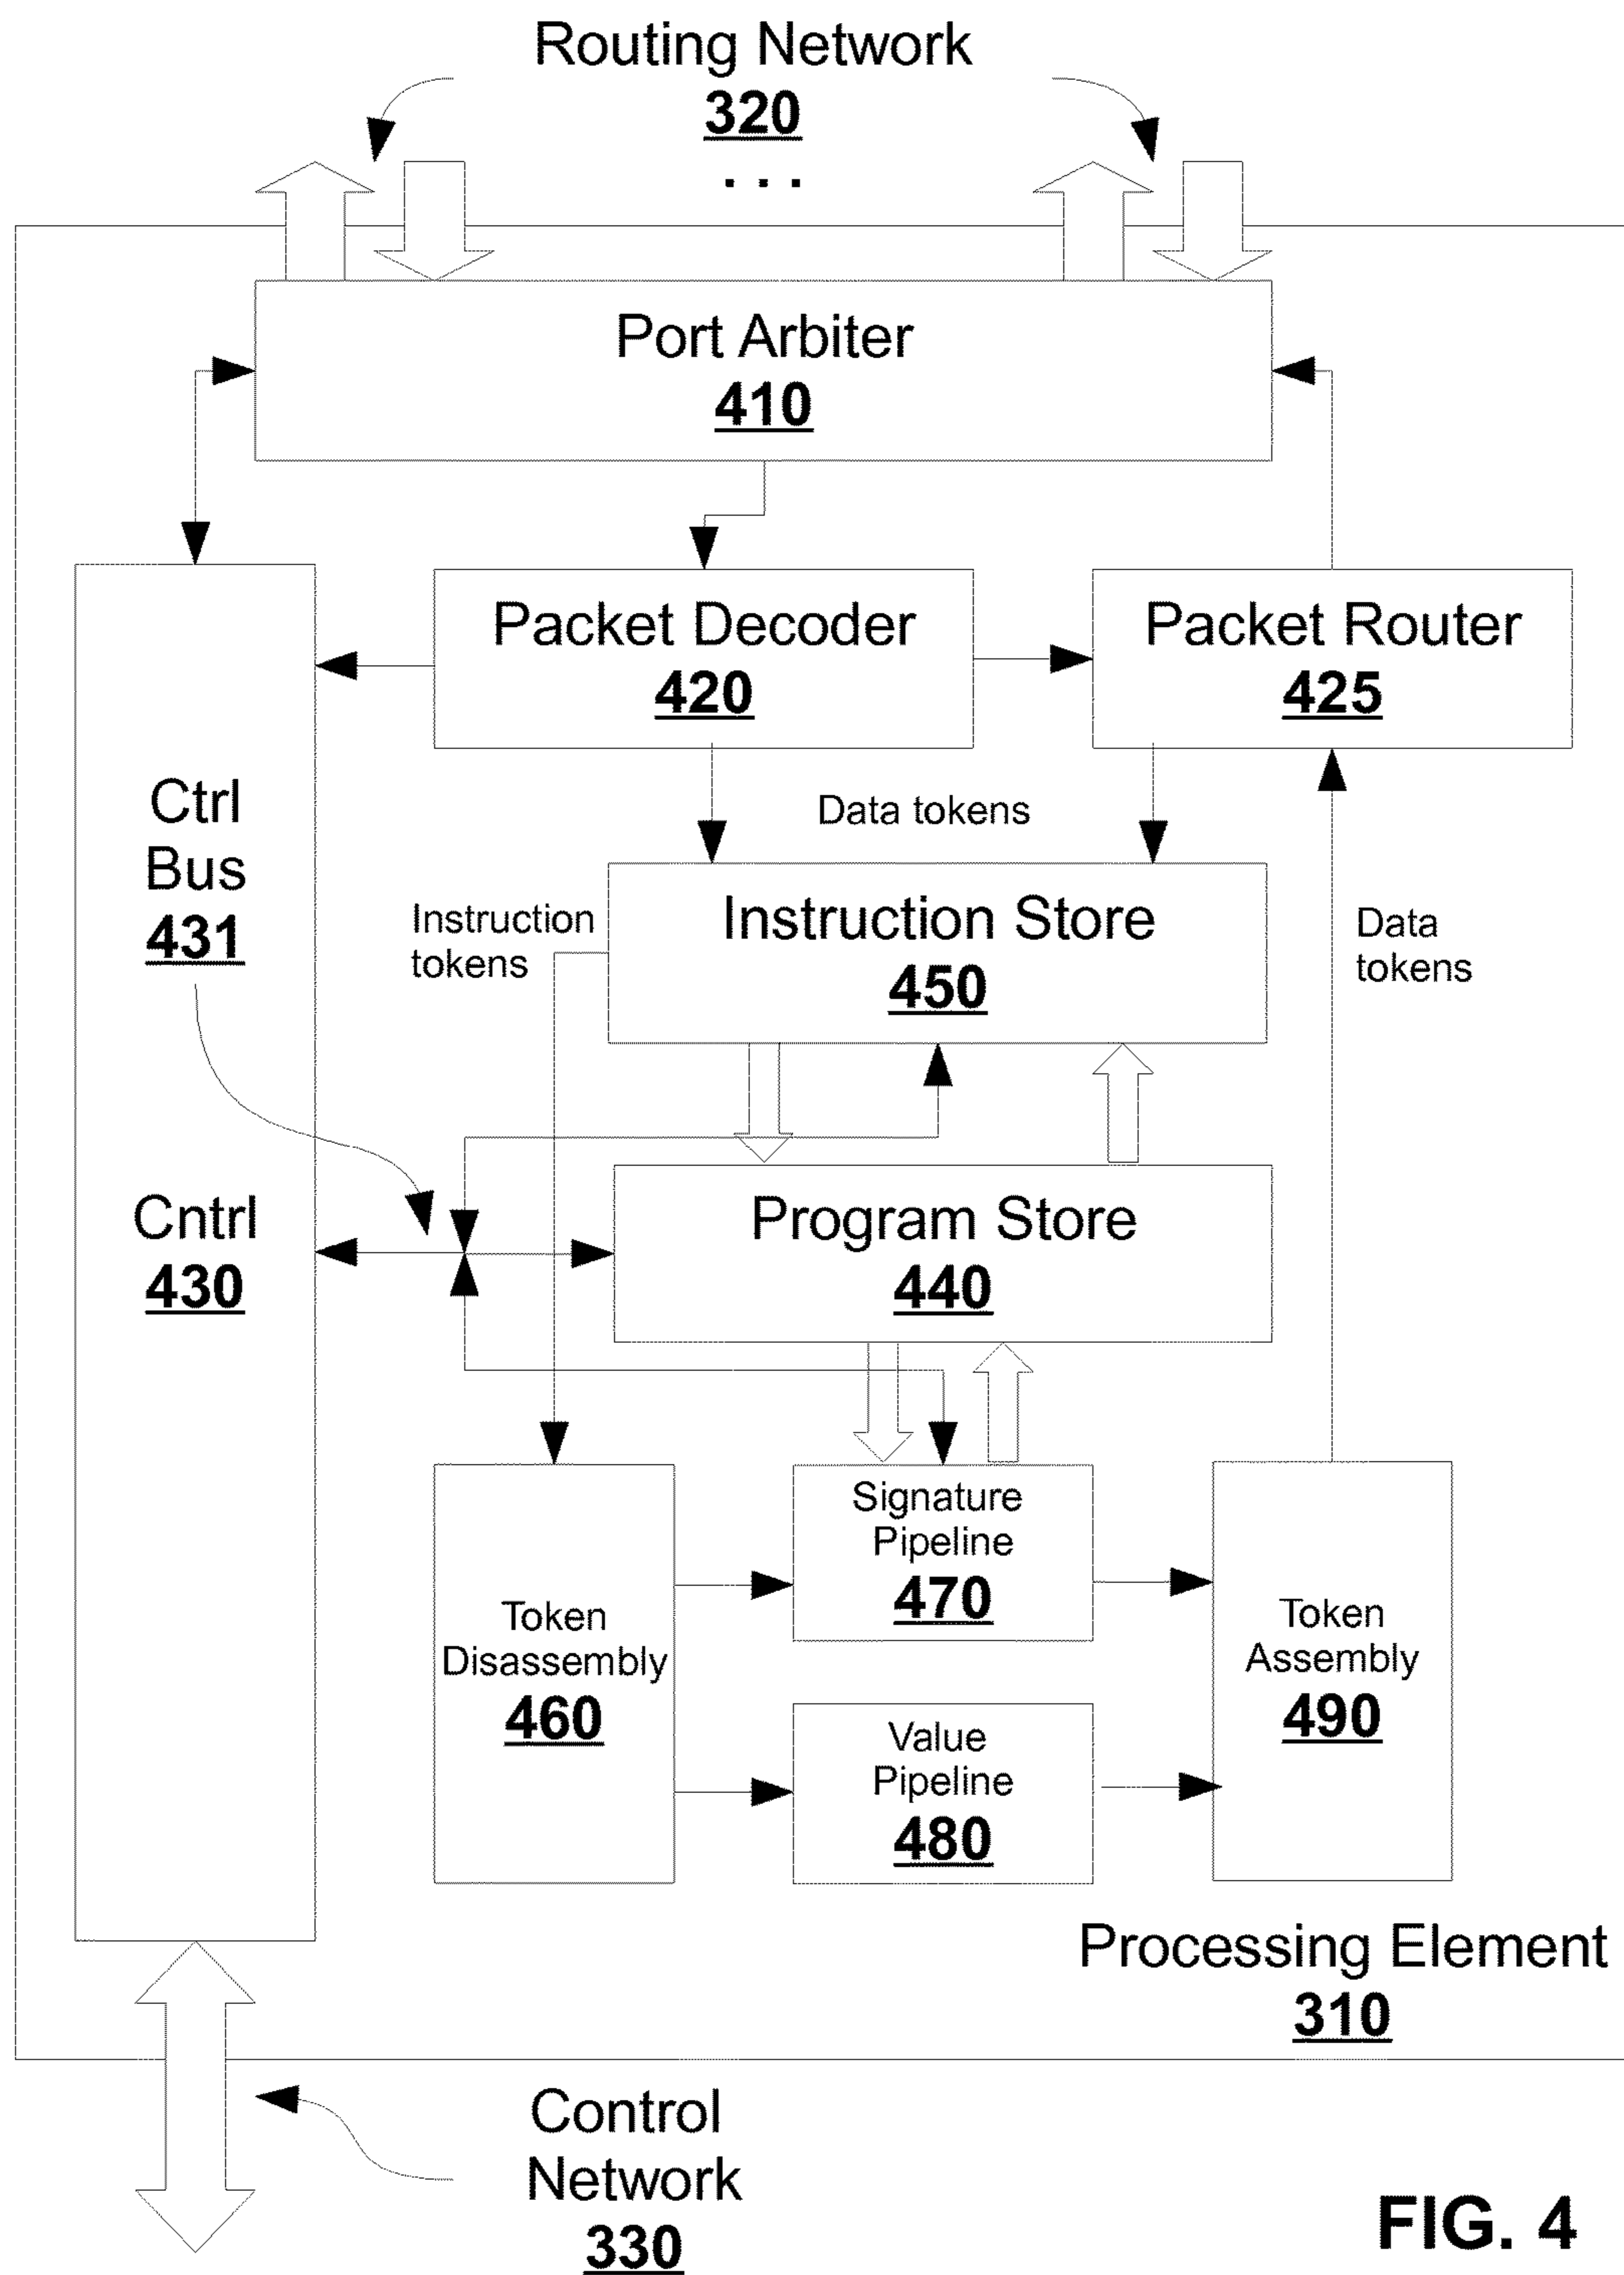 Routing Network
320
. . .
Port Arbiter
410
Packet Decoder
420
Packet Router
425
Ctrl
Bus
431
Data tokens
Instruction
tokens
Instruction Store
450
Data
tokens
Cntrl
430
Program Store
440
Signature
Pipeline
470
Token
Disassembly
460
Token
Assembly
490
Value
Pipeline
480
Processing Element
310
Control
Network
330
FIG. 4